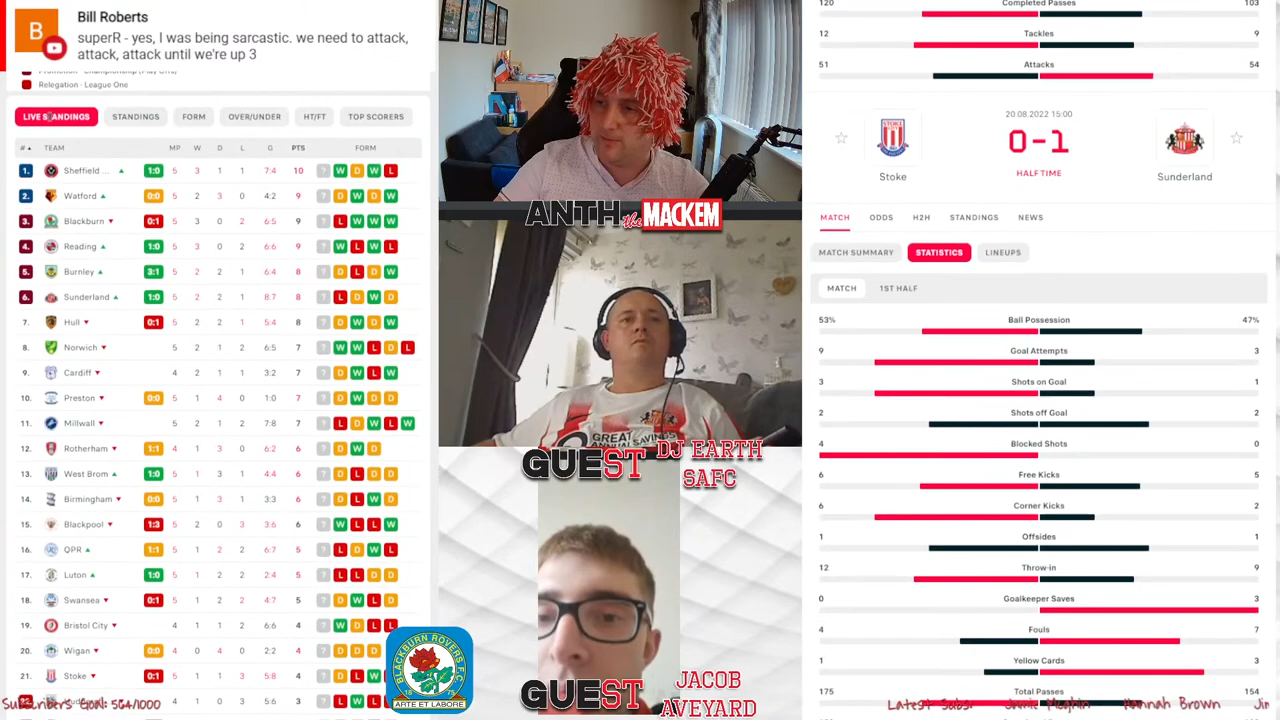 Bill Roberts
superR - yes, I was being sarcastic. we need to attack,
attack, attack until we're up 3
Promotion - Championship (Play Offs)
Relegation - League One
LIVE STANDINGS STANDINGS FORM OVER/UNDER HT/FT TOP SCORERS
# TEAM MP W D L G PTS FORM
1. Sheffield ... 1:0 5 3 1 1 7:4 10 ? W D W L
2. Watford 0:0 5 2 3 0 4:2 9 ? D W D W
3. Blackburn 0:1 5 3 0 2 6:5 9 ? L W W W
4. Reading 1:0 5 3 0 2 6:6 9 ? W L W L
5. Burnley 3:1 5 2 2 1 8 ? D L D W
6. Sunderland 1:0 5 2 2 1 8:7 8 ? L D W D
7. Hull 0:1 5 2 2 1 5:4 8 ? W D W
8. Norwich 5 2 1 2 6:5 7 ? W W L D L
9. Cardiff 4 2 1 1 3:2 7 ? D W L W
10. Preston 0:0 5 1 4 0 1:0 7 ? D W D D
11. Millwall 5 2 1 2 7:8 7 ? L D W L W
12. Rotherham 1:1 4 1 3 0 6:2 6 ? D W D
13. West Brom 1:0 5 1 3 1 4:4 6 ? D L D D
14. Birmingham 0:0 5 1 3:3 6 ? D L W D
15. Blackpool 1:3 5 2 0 3 3:6 6 ? W L L W
16. QPR 1:1 5 1 2 2 6:7 5 ? L D W L
17. Luton 1:0 5 1 2 2 3:4 5 ? L L D D
18. Swansea 0:1 5 1 2 2 4:7 5 ? D W L D
19. Bristol City 4 1 1 2 6:6 4 ? W D L L
20. Wigan 0:0 4 0 4 0 2:2 4 ? D D D
21. Stoke 0:1 5 1 1 3 5:8 4
Subscribers Goal: 564/1000
BLACKBURN ROVERS F.C.
1875
ARTE ET LABORE
ANTH the MACKEM
GREAT
ANNUAL SAVINGS
GUEST DJ EARTH
SAFC
GUEST JACOB
AVEYARD
120 Completed Passes 103
12 Tackles 9
51 Attacks 54
20.08.2022 15:00
STOKE
0-1
HALF TIME
Stoke Sunderland
MATCH ODDS H2H STANDINGS NEWS
MATCH SUMMARY STATISTICS LINEUPS
MATCH 1ST HALF
53% Ball Possession 47%
9 Goal Attempts 3
3 Shots on Goal 1
2 Shots off Goal 2
4 Blocked Shots 0
6 Free Kicks 5
6 Corner Kicks 2
1 Offsides 1
12 Throw-in 9
0 Goalkeeper Saves 3
4 Fouls 7
1 Yellow Cards 3
175 Total Passes 154
Latest Subs: Hannah Brown